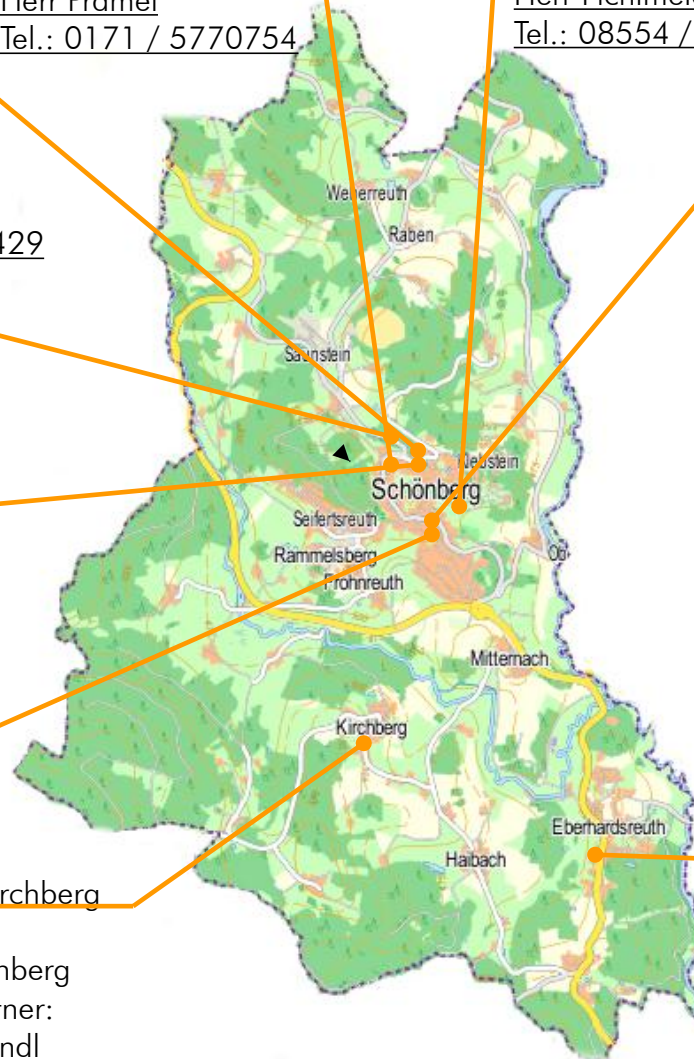 Tel.: 0171 / 5770754
Tel.: 08554 /
429
Weberreuth
Raben
Saunstein
Neustein
Schönberg
Seifertsreuth
Rammelsberg
Frohnreuth
Mitternach
Kirchberg
Eberhardsreuth
Haibach
irchberg
nberg
rner:
ndl